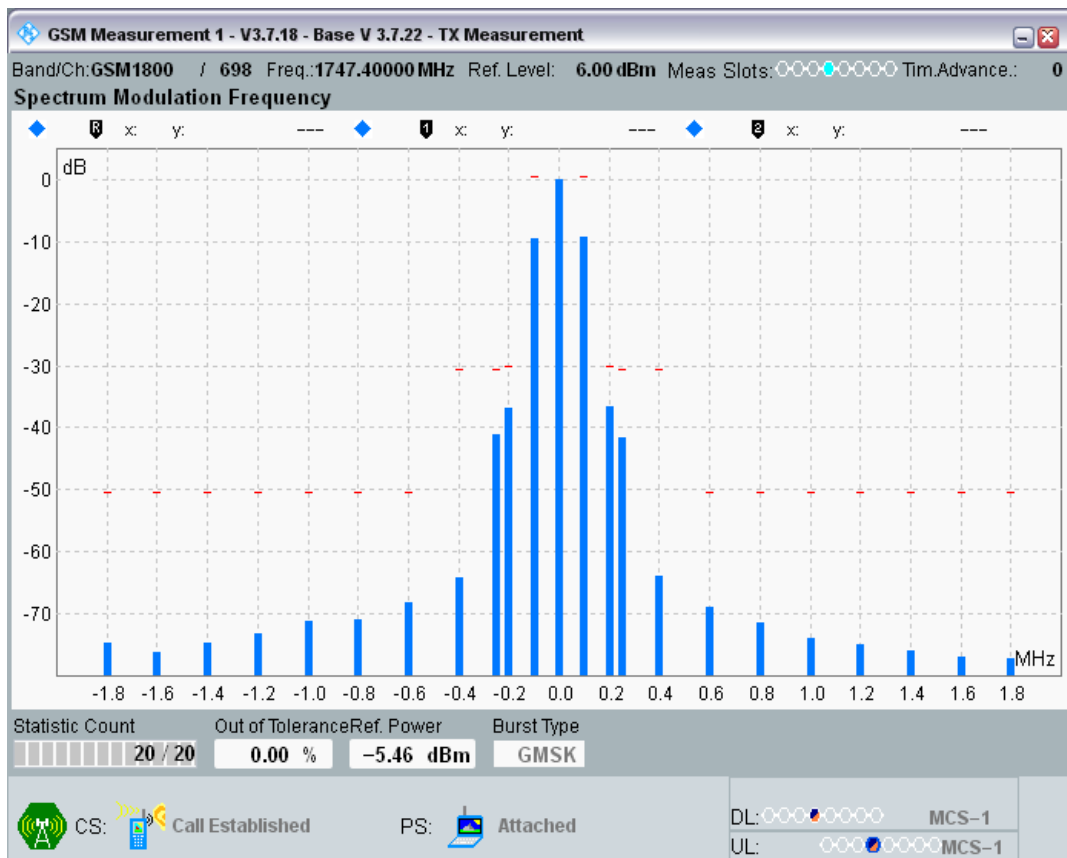 GSM Measurement 1 - V3.7.18 - Base V 3.7.22 - TX Measurement
Band/Ch:GSM1800 / 698 Freq.:1747.40000 MHz Ref. Level: 6.00 dBm Meas Slots: Tim.Advance.: 0
Spectrum Modulation Frequency
R x: y: --- 1 x: y: --- 2 x: y: ---
dB
0
-10
-20
-30
-40
-50
-60
-70
MHz
-1.8 -1.6 -1.4 -1.2 -1.0 -0.8 -0.6 -0.4 -0.2 0.0 0.2 0.4 0.6 0.8 1.0 1.2 1.4 1.6 1.8
Statistic Count Out of Tolerance Ref. Power Burst Type
20 / 20 0.00 % −5.46 dBm GMSK
CS: Call Established PS: Attached
DL: MCS−1
UL: MCS−1